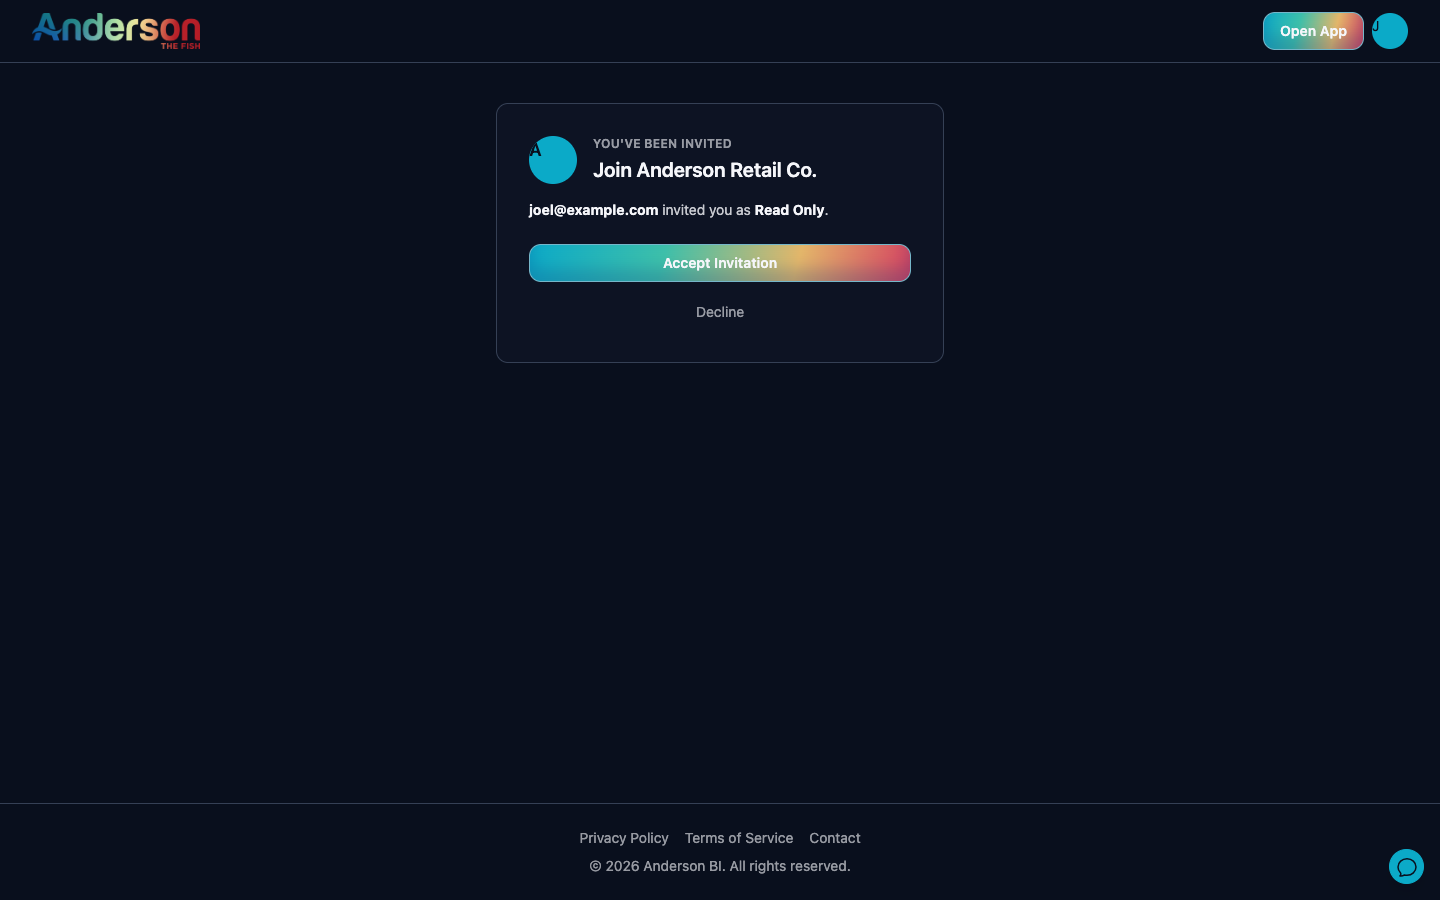 Anderson
THE FISH
Open App
J
A
YOU'VE BEEN INVITED
Join Anderson Retail Co.
joel@example.com invited you as Read Only.
Accept Invitation
Decline
Privacy Policy Terms of Service Contact
© 2026 Anderson BI. All rights reserved.